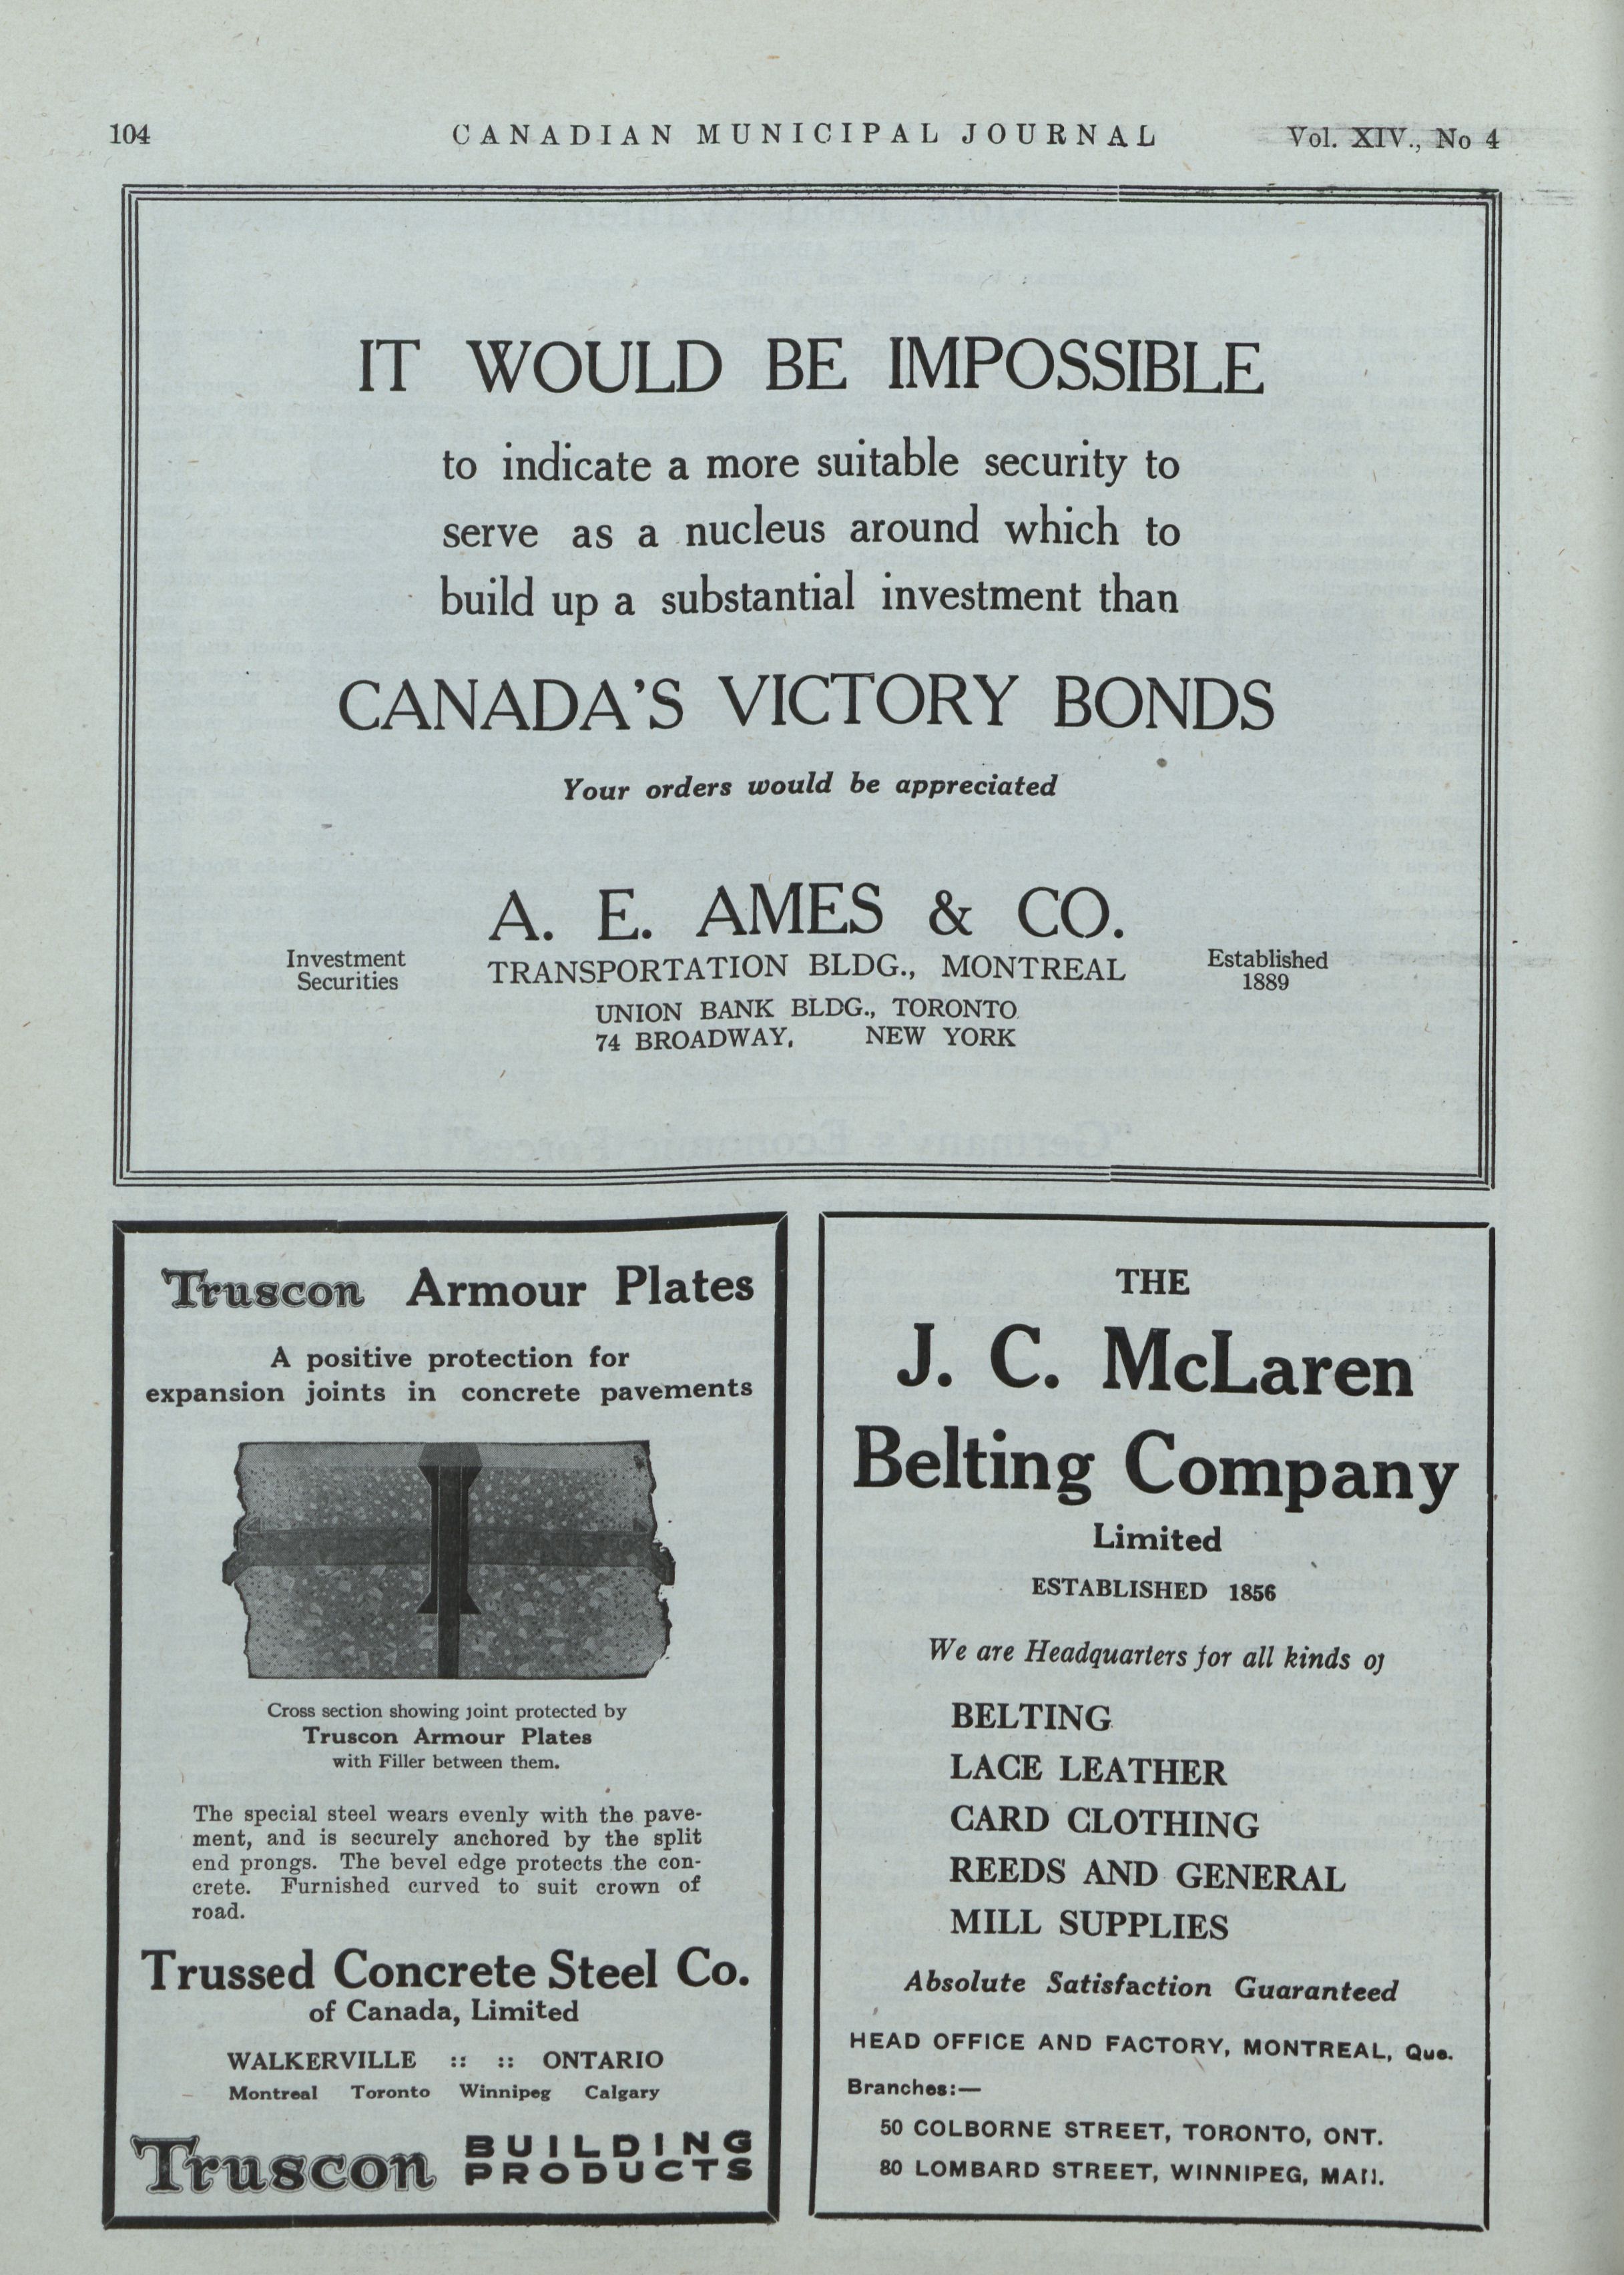 104
CANADIAN MUNICIPAL JOURNAL
Vol. XIV., No 4
IT WOULD BE IMPOSSIBLE
to indicate a more suitable security to
serve as a nucleus around which to
build up a substantial investment than
CANADA'S VICTORY BONDS
Your orders would be appreciated
A. E. AMES & CO.
Investment
Securities
TRANSPORTATION BLDG., MONTREAL
UNION BANK BLDG., TORONTO
74 BROADWAY, NEW YORK
Established
1889
Truscon Armour Plates
A positive protection for
expansion joints in concrete pavements
Cross section showing joint protected by
Truscon Armour Plates
with Filler between them.
The special steel wears evenly with the pave-
ment, and is securely anchored by the split
end prongs. The bevel edge protects the con-
crete. Furnished curved to suit crown of
road.
Trussed Concrete Steel Co.
of Canada, Limited
WALKERVILLE :: :: ONTARIO
Montreal Toronto Winnipeg Calgary
Truscon BUILDING
PRODUCTS
THE
J. C. McLaren
Belting Company
Limited
ESTABLISHED 1856
We are Headquarters for all kinds of
BELTING
LACE LEATHER
CARD CLOTHING
REEDS AND GENERAL
MILL SUPPLIES
Absolute Satisfaction Guaranteed
HEAD OFFICE AND FACTORY, MONTREAL, Que.
Branches:—
50 COLBORNE STREET, TORONTO, ONT.
80 LOMBARD STREET, WINNIPEG, MAN.